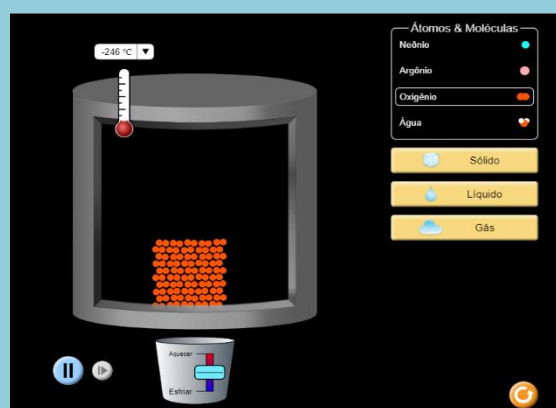 -246 °C
Átomos & Moléculas
Neônio
Argônio
Oxigênio
Água
Sólido
Líquido
Gás
Aquecer
Esfriar